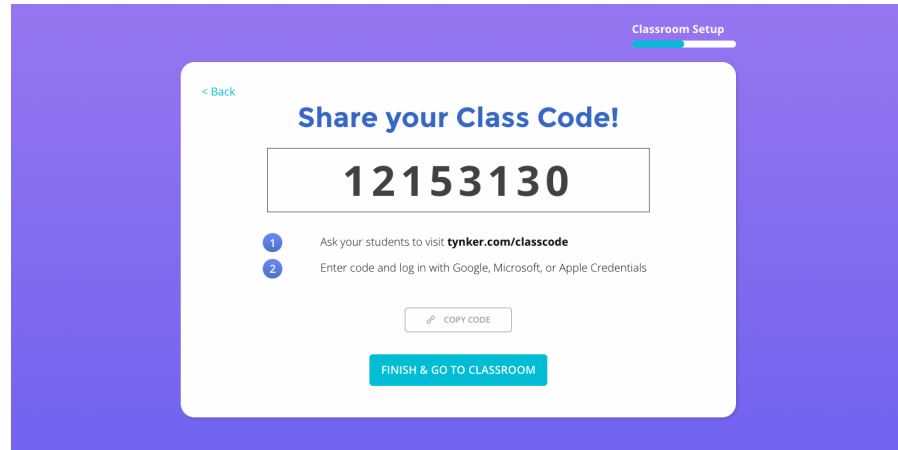 Classroom Setup
< Back
Share your Class Code!
12153130
1 Ask your students to visit tynker.com/classcode
2 Enter code and log in with Google, Microsoft, or Apple Credentials
COPY CODE
FINISH & GO TO CLASSROOM